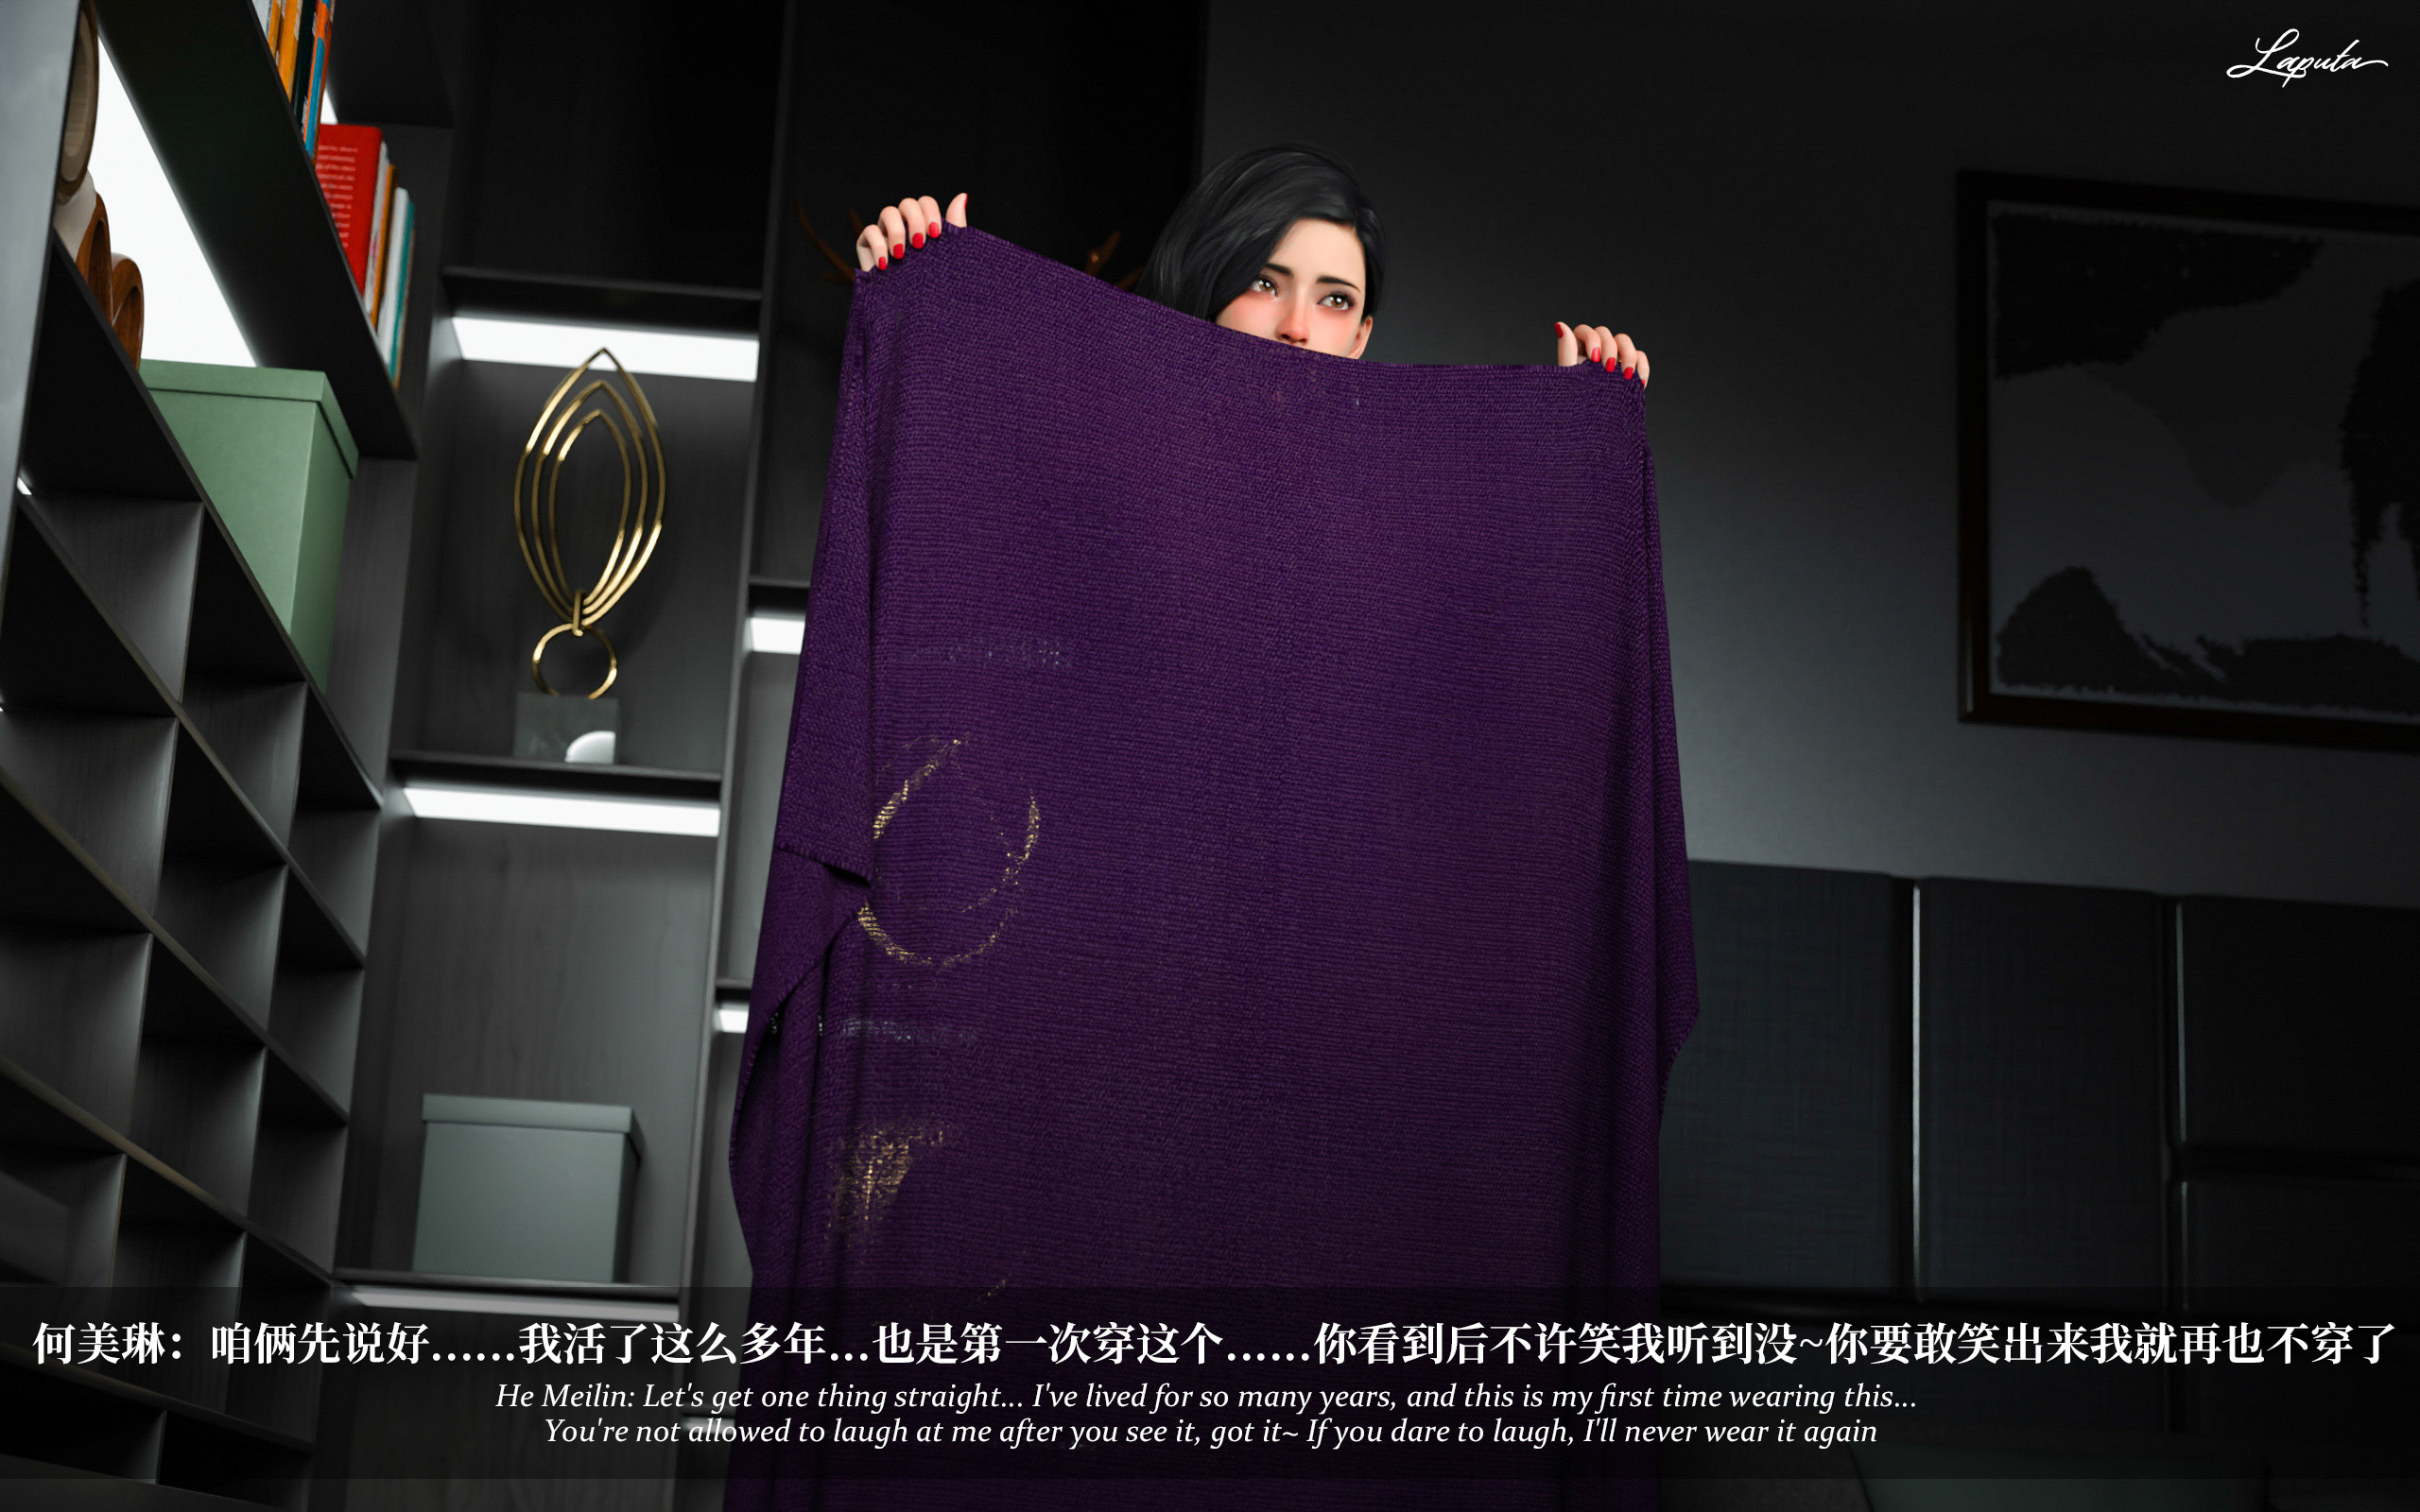 Laputa
何美琳：咱俩先说好......我活了这么多年...也是第一次穿这个......你看到后不许笑我听到没~你要敢笑出来我就再也不穿了
He Meilin: Let's get one thing straight... I've lived for so many years, and this is my first time wearing this...
You're not allowed to laugh at me after you see it, got it~ If you dare to laugh, I'll never wear it again